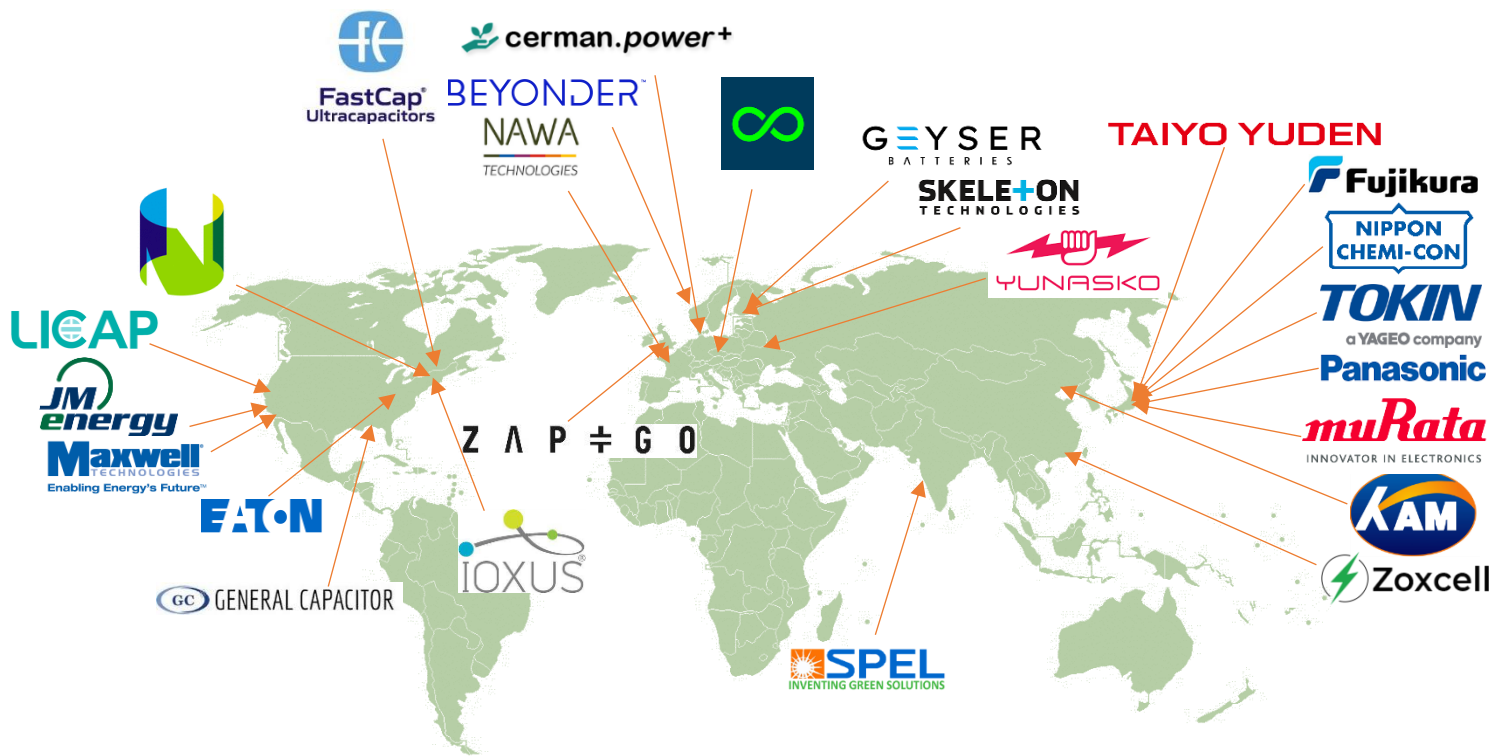 FC
cerman.power+
FastCap®
Ultracapacitors
BEYONDER™
NAWA
TECHNOLOGIES
GEYSER
BATTERIES
SKELETON
TECHNOLOGIES
TAIYO YUDEN
Fujikura
NIPPON
CHEMI-CON
YUNASKO
N
TOKIN
a YAGEO company
LICAP
JM
energy
Panasonic
ZAP÷GO
muRata
INNOVATOR IN ELECTRONICS
Maxwell®
TECHNOLOGIES
Enabling Energy's Future™
EATON
KAM
IOXUS®
Zoxcell
GC GENERAL CAPACITOR
SPEL
INVENTING GREEN SOLUTIONS